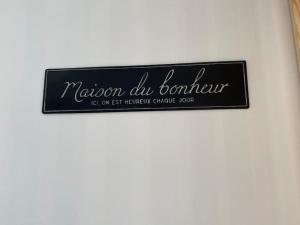 Maison du bonheur
ICI, ON EST HEUREUX CHAQUE JOUR